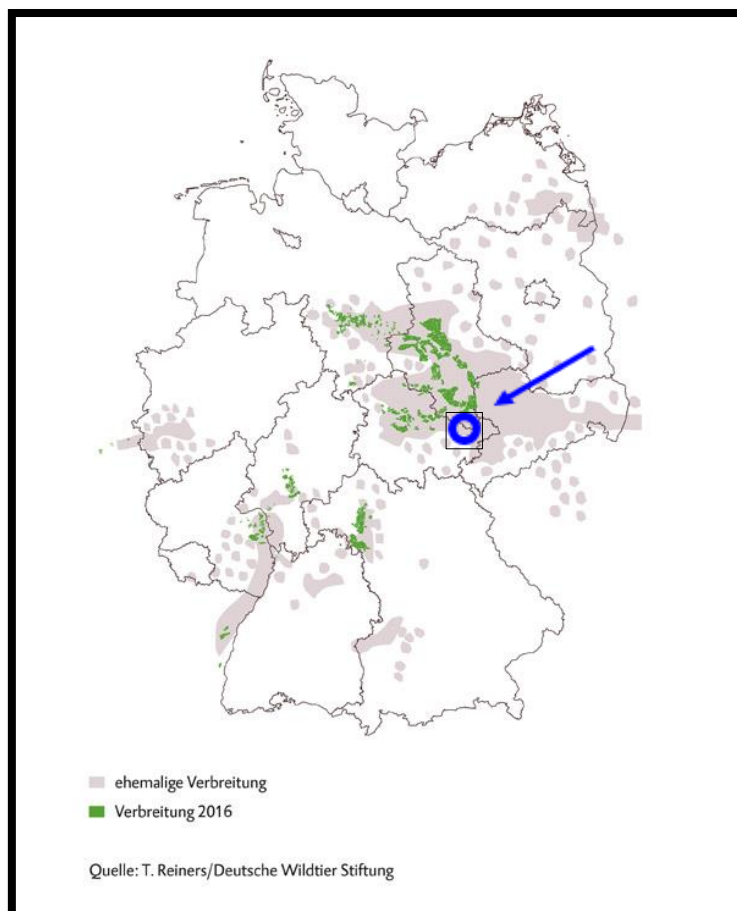 ehemalige Verbreitung
Verbreitung 2016
Quelle: T. Reiners/Deutsche Wildtier Stiftung